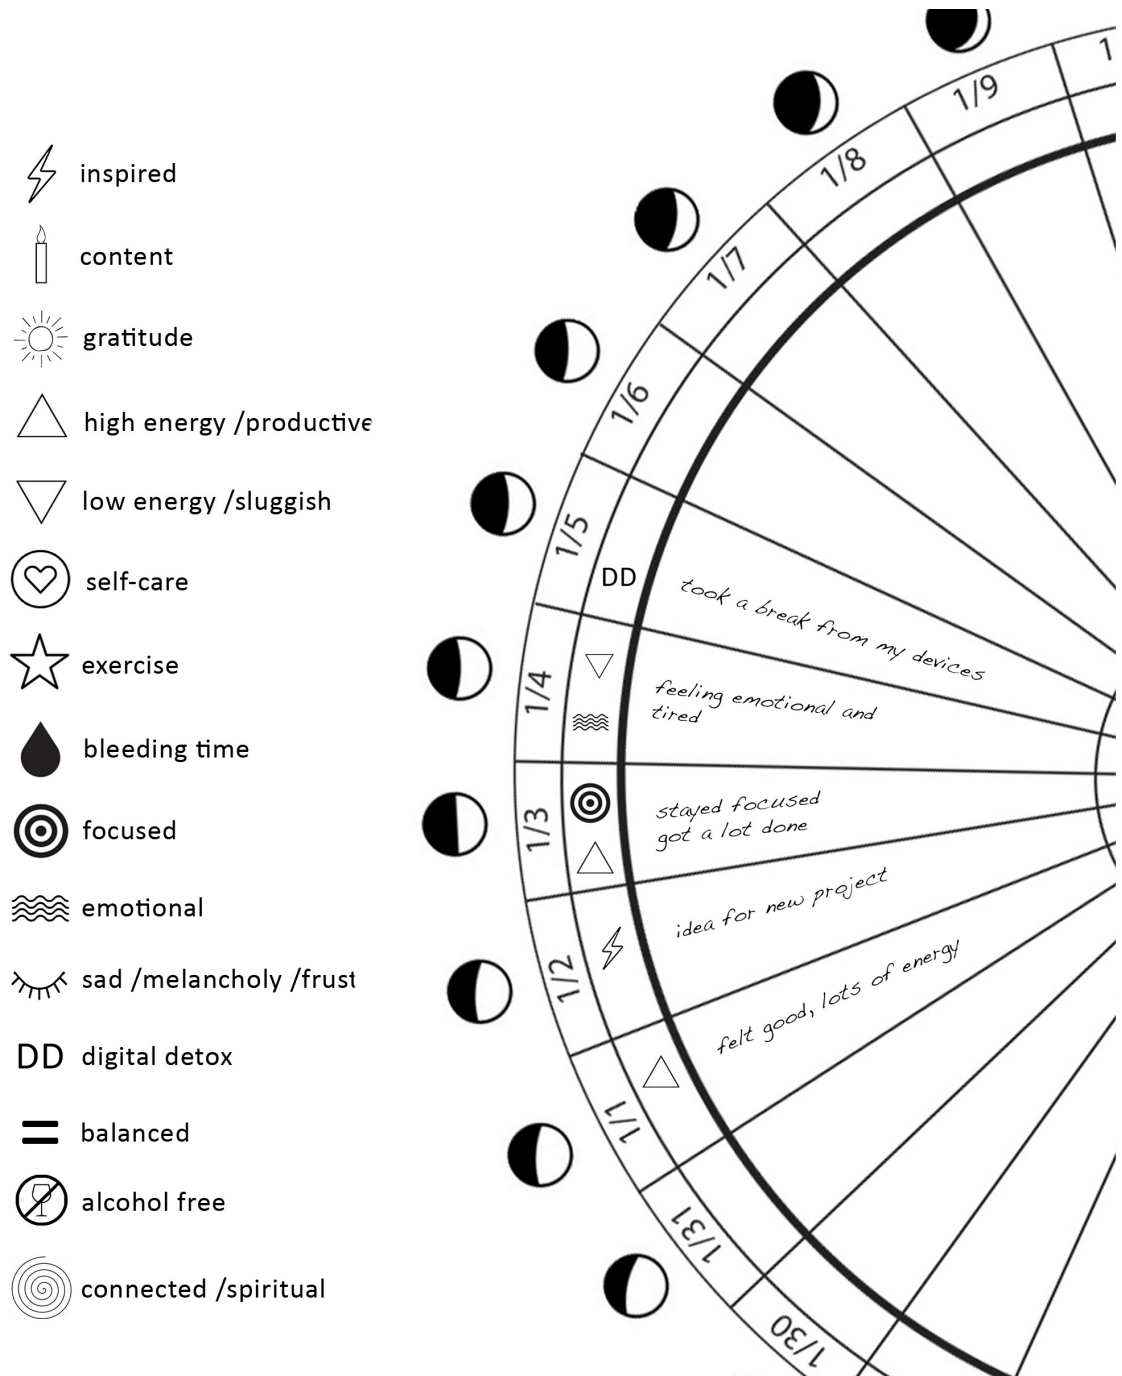 inspired
content
gratitude
high energy /productive
low energy /sluggish
self-care
exercise
bleeding time
focused
emotional
sad /melancholy /frust
DD digital detox
balanced
alcohol free
connected /spiritual
1
1/9
1/8
1/7
1/6
1/5
DD
took a break from my devices
1/4
feeling emotional and
tired
1/3
stayed focused
got a lot done
1/2
idea for new project
1/1
felt good, lots of energy
1/31
1/30